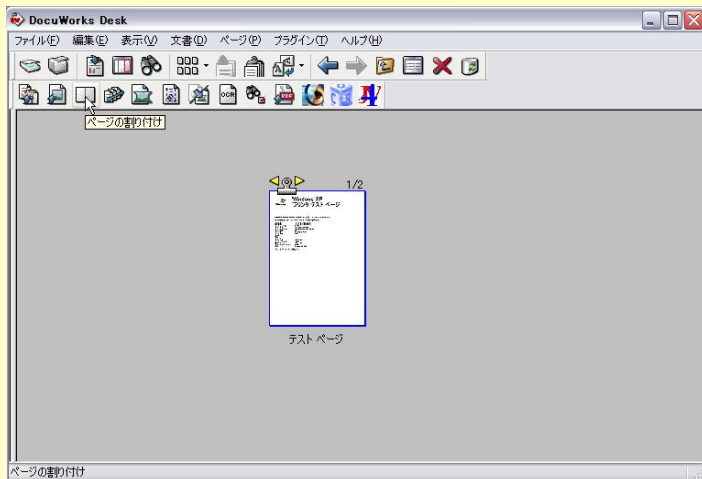 DocuWorks Desk
ファイル(F) 編集(E) 表示(V) 文書(D) ページ(P) プラグイン(T) ヘルプ(H)
OCR
PDF
ページの割り付け
1/2
Windows XP
プリンタ テスト ページ
テスト ページ
ページの割り付け